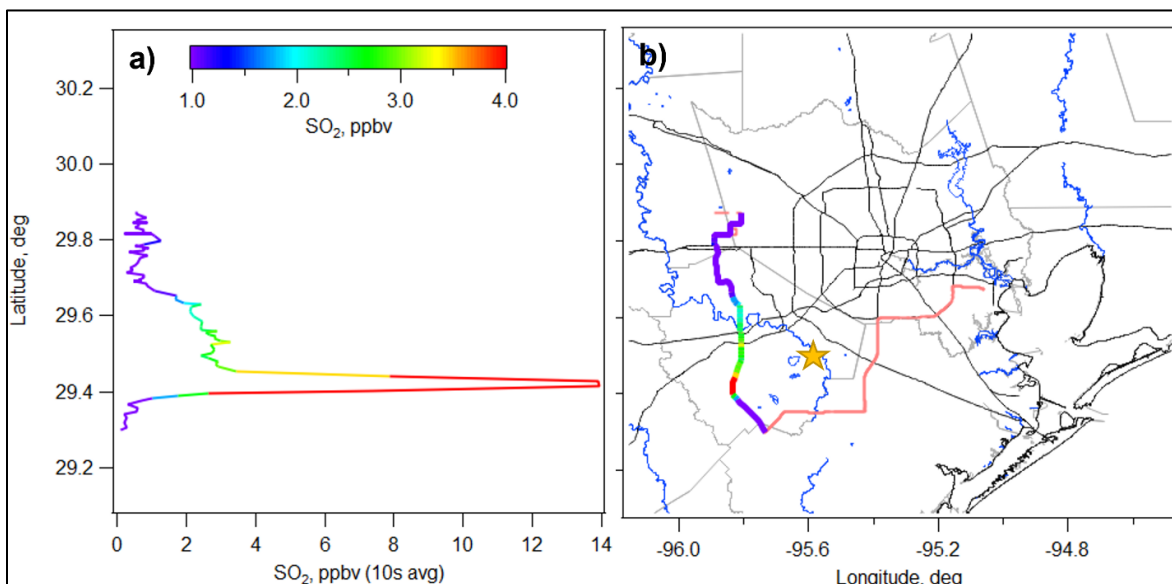 a)
1.0 2.0 3.0 4.0
SO2, ppbv
b)
Latitude, deg
30.2
30.0
29.8
29.6
29.4
29.2
0 2 4 6 8 10 12 14
SO2, ppbv (10s avg)
-96.0 -95.6 -95.2 -94.8
Longitude, deg